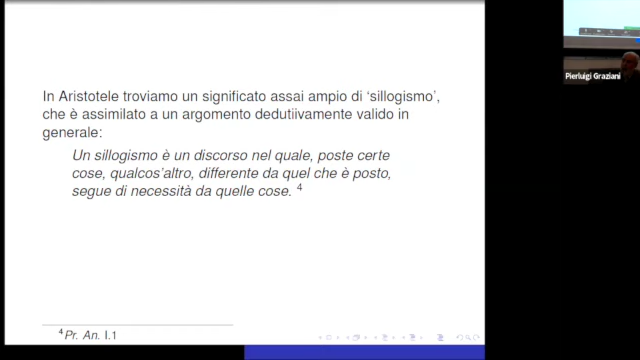 In Aristotele troviamo un significato assai ampio di ‘sillogismo’,
che è assimilato a un argomento dedutiivamente valido in
generale:
Un sillogismo è un discorso nel quale, poste certe
cose, qualcos’altro, differente da quel che è posto,
segue di necessità da quelle cose. 4
4 Pr. An. I.1
Pierluigi Graziani